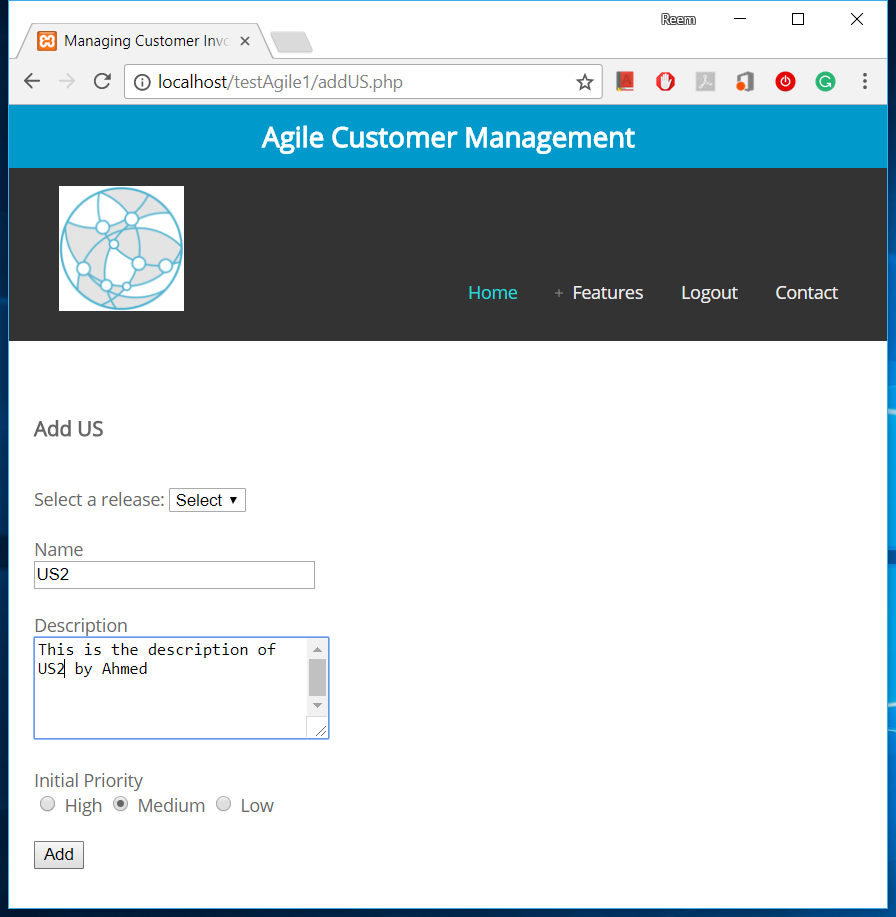 Reem
Managing Customer Invo
localhost/testAgile1/addUS.php
Agile Customer Management
Home + Features Logout Contact
Add US
Select a release: Select
Name
US2
Description
This is the description of
US2 by Ahmed
Initial Priority
High Medium Low
Add